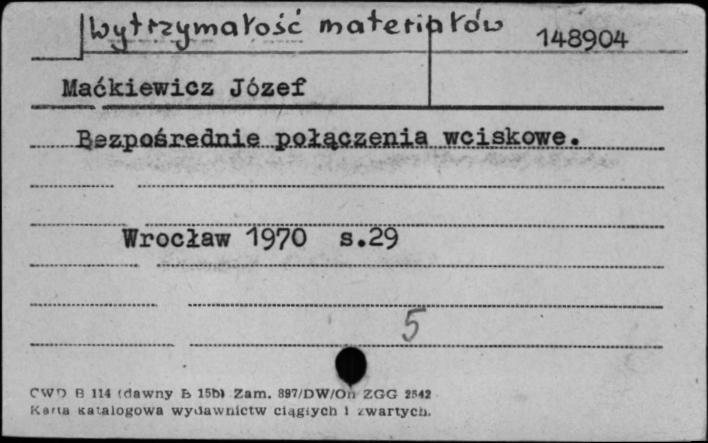 Wytrzymałość materiałów 148904
Maćkiewicz Józef
Bezpośrednie połączenia wciskowe.
Wrocław 1970 s.29
5
CWD B 114 (dawny B 15b) Zam. 897/DW/On ZGG 2542
Karta katalogowa wydawnictw ciągłych i zwartych.